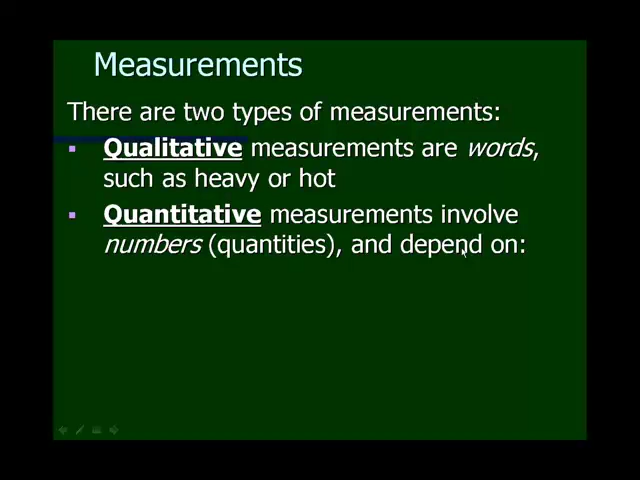 Measurements
There are two types of measurements:
▪ Qualitative measurements are words,
such as heavy or hot
▪ Quantitative measurements involve
numbers (quantities), and depend on: